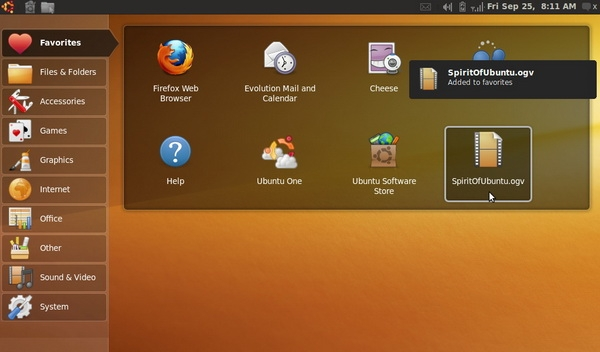 Fri Sep 25, 8:11 AM
Favorites
Files & Folders
Accessories
Games
Graphics
Internet
Office
Other
Sound & Video
System
Firefox Web
Browser
Evolution Mail and
Calendar
Cheese
SpiritOfUbuntu.ogv
Added to favorites
Help
Ubuntu One
Ubuntu Software
Store
SpiritOfUbuntu.ogv